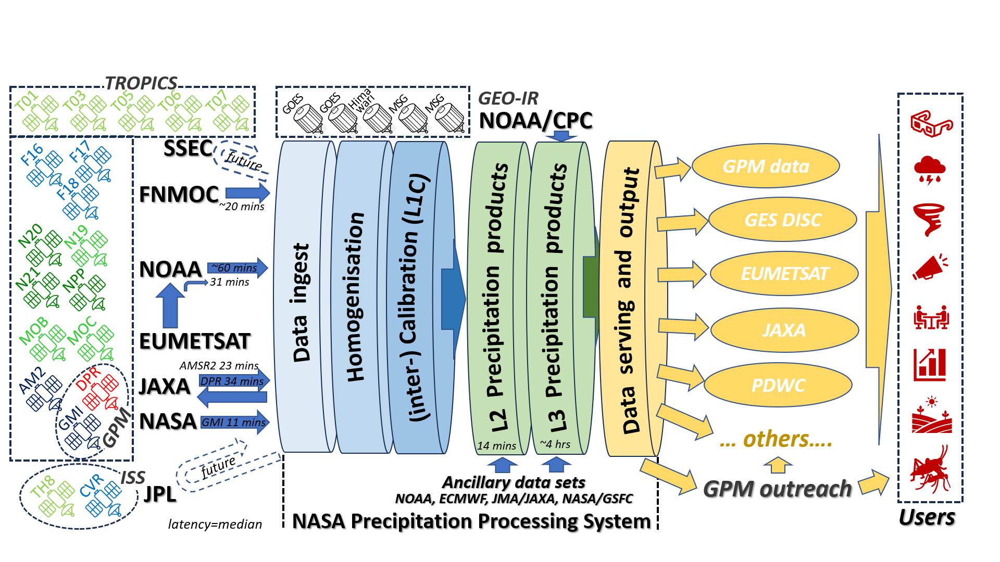 TROPICS
T01
T03
T05
T06
T07
GOES
GOES
Hima
wari
MSG
MSG
GEO-IR
NOAA/CPC
F16
F17
F18
N20
N19
N21
NPP
MOB
MOC
AM2
DPR
GMI
GPM
ISS
TH8
CVR
SSEC
future
FNMOC
~20 mins
NOAA
~60 mins
31 mins
EUMETSAT
AMSR2 23 mins
JAXA
DPR 34 mins
NASA
GMI 11 mins
future
JPL
latency=median
Data ingest
Homogenisation
(inter-) Calibration (L1C)
L2 Precipitation products
14 mins
L3 Precipitation products
~4 hrs
Data serving and output
Ancillary data sets
NOAA, ECMWF, JMA/JAXA, NASA/GSFC
NASA Precipitation Processing System
GPM data
GES DISC
EUMETSAT
JAXA
PDWC
... others....
GPM outreach
Users